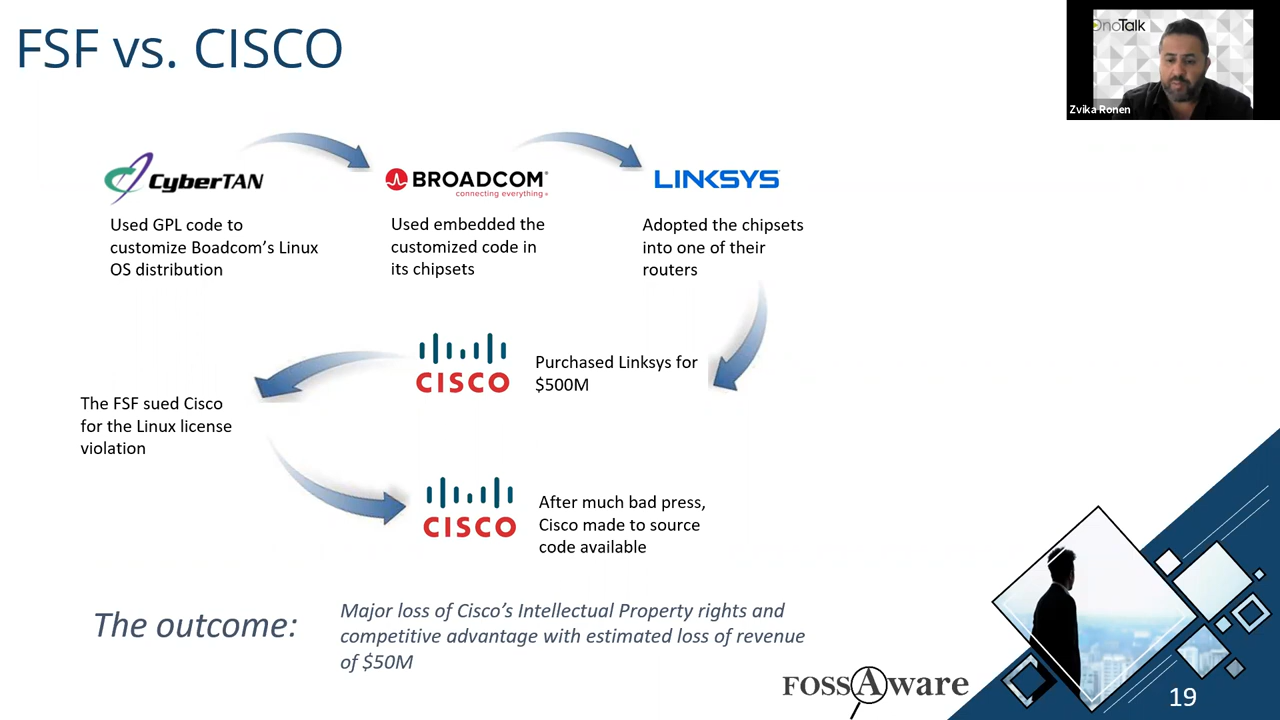 FSF vs. CISCO
OnoTalk
Zvika Ronen
CyberTAN
BROADCOM®
connecting everything®
LINKSYS
Used GPL code to
customize Boadcom's Linux
OS distribution
Used embedded the
customized code in
its chipsets
Adopted the chipsets
into one of their
routers
CISCO
Purchased Linksys for
$500M
The FSF sued Cisco
for the Linux license
violation
CISCO
After much bad press,
Cisco made to source
code available
The outcome:
Major loss of Cisco's Intellectual Property rights and
competitive advantage with estimated loss of revenue
of $50M
FOSSAware
19